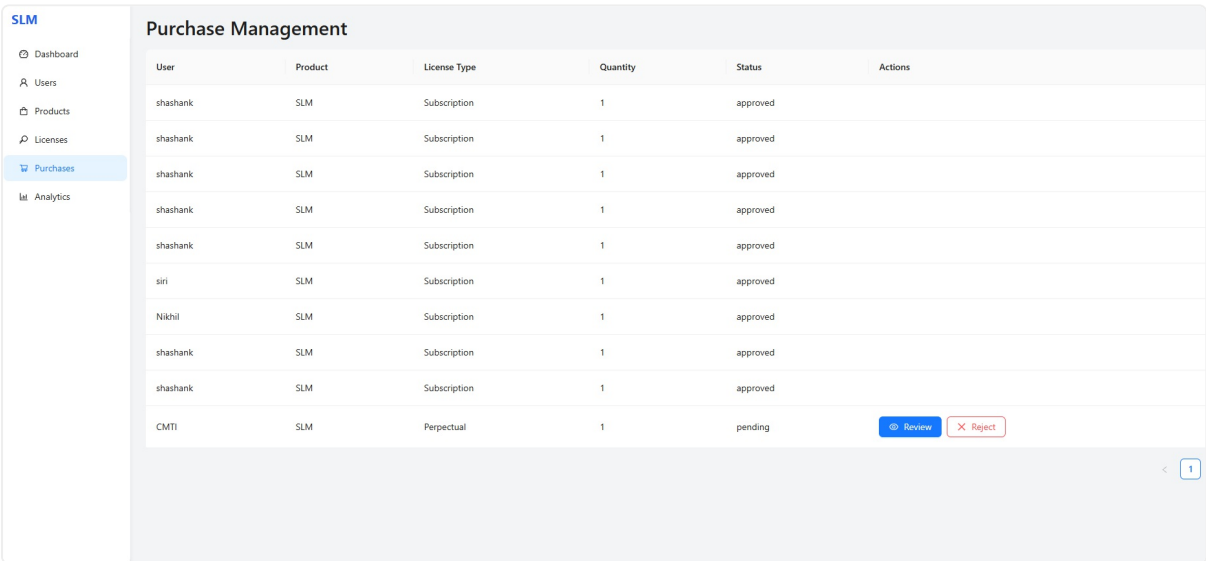 SLM
Dashboard
Users
Products
Licenses
Purchases
Analytics
Purchase Management
User Product License Type Quantity Status Actions
shashank SLM Subscription 1 approved
shashank SLM Subscription 1 approved
shashank SLM Subscription 1 approved
shashank SLM Subscription 1 approved
shashank SLM Subscription 1 approved
siri SLM Subscription 1 approved
Nikhil SLM Subscription 1 approved
shashank SLM Subscription 1 approved
shashank SLM Subscription 1 approved
CMTI SLM Perpectual 1 pending Review Reject
1